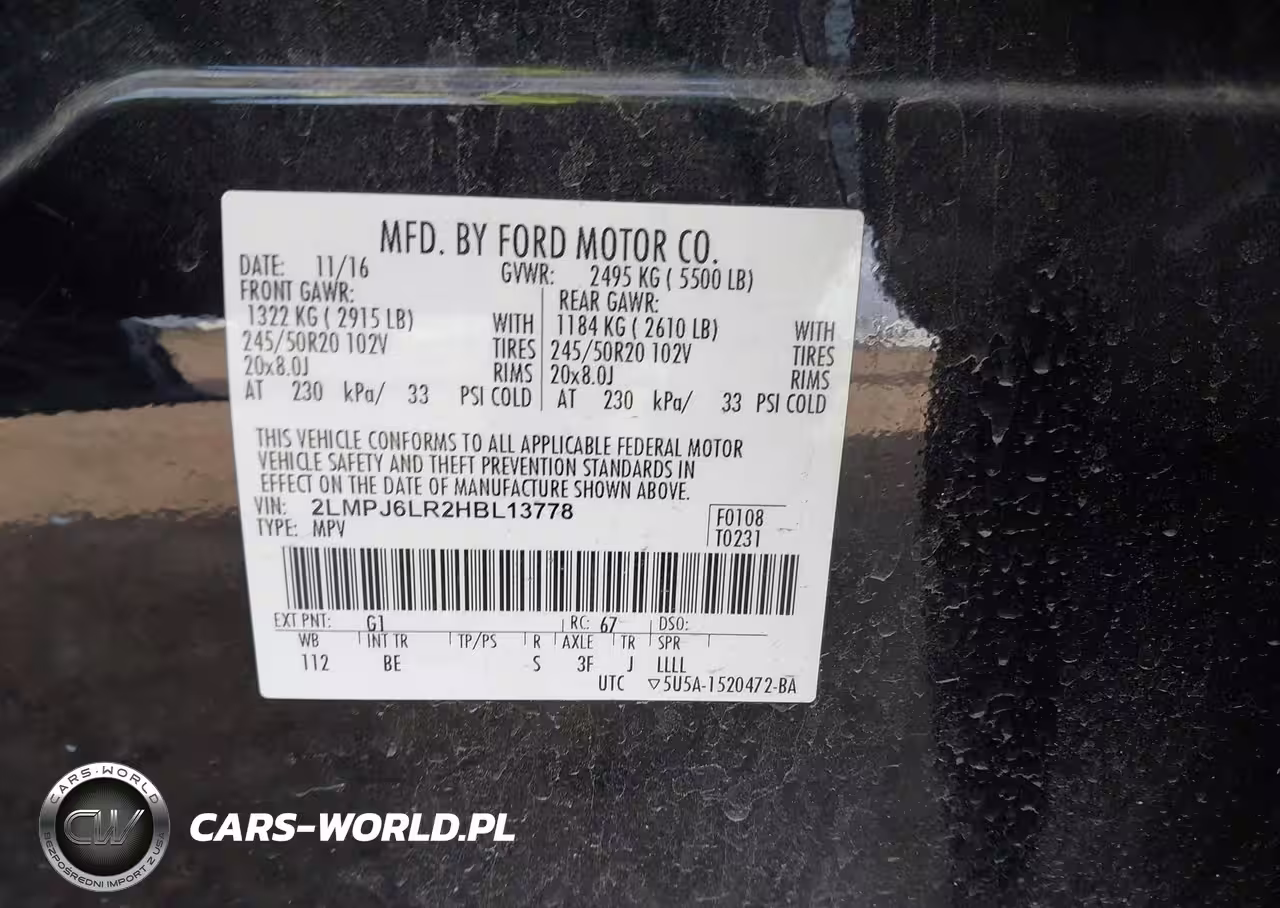 MFD. BY FORD MOTOR CO.
DATE: 11/16 GVWR: 2495 KG ( 5500 LB)
FRONT GAWR: REAR GAWR:
1322 KG ( 2915 LB) WITH 1184 KG ( 2610 LB) WITH
245/50R20 102V TIRES 245/50R20 102V TIRES
20x8.0J RIMS 20x8.0J RIMS
AT 230 kPa/ 33 PSI COLD AT 230 kPa/ 33 PSI COLD
THIS VEHICLE CONFORMS TO ALL APPLICABLE FEDERAL MOTOR
VEHICLE SAFETY AND THEFT PREVENTION STANDARDS IN
EFFECT ON THE DATE OF MANUFACTURE SHOWN ABOVE.
VIN: 2LMPJ6LR2HBL13778 F0108
TYPE: MPV T0231
EXT PNT: G1 RC: 67 DSO:
WB INT TR TP/PS R AXLE TR SPR
112 BE S 3F J LLLL
UTC ▽5U5A-1520472-BA
CARS-WORLD
CW
BEZPOŚREDNI IMPORT Z USA
CARS-WORLD.PL